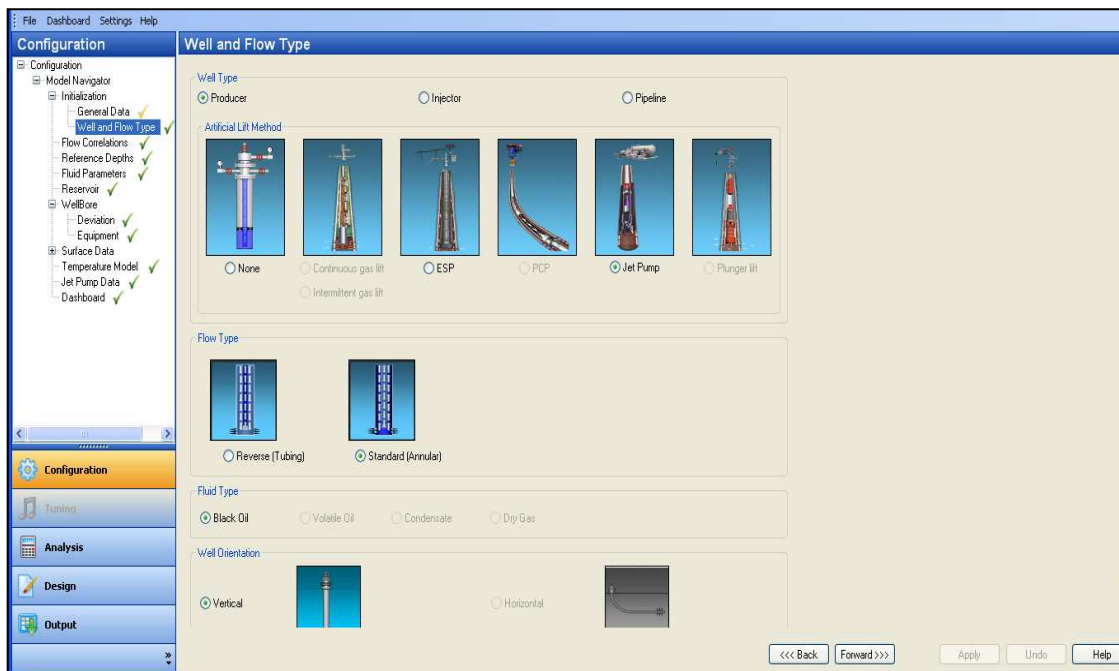 File Dashboard Settings Help
Configuration
Well and Flow Type
Configuration
Model Navigator
Initialization
General Data
Well and Flow Type
Flow Correlations
Reference Depths
Fluid Parameters
Reservoir
WellBore
Deviation
Equipment
Surface Data
Temperature Model
Jet Pump Data
Dashboard
Configuration
Tuning
Analysis
Design
Output
Well Type
Producer Injector Pipeline
Artificial Lift Method
None Continuous gas lift ESP PCP Jet Pump Plunger lift
Intermittent gas lift
Flow Type
Reverse (Tubing) Standard (Annular)
Fluid Type
Black Oil Volatile Oil Condensate Dry Gas
Well Orientation
Vertical Horizontal
<<< Back Forward >>> Apply Undo Help